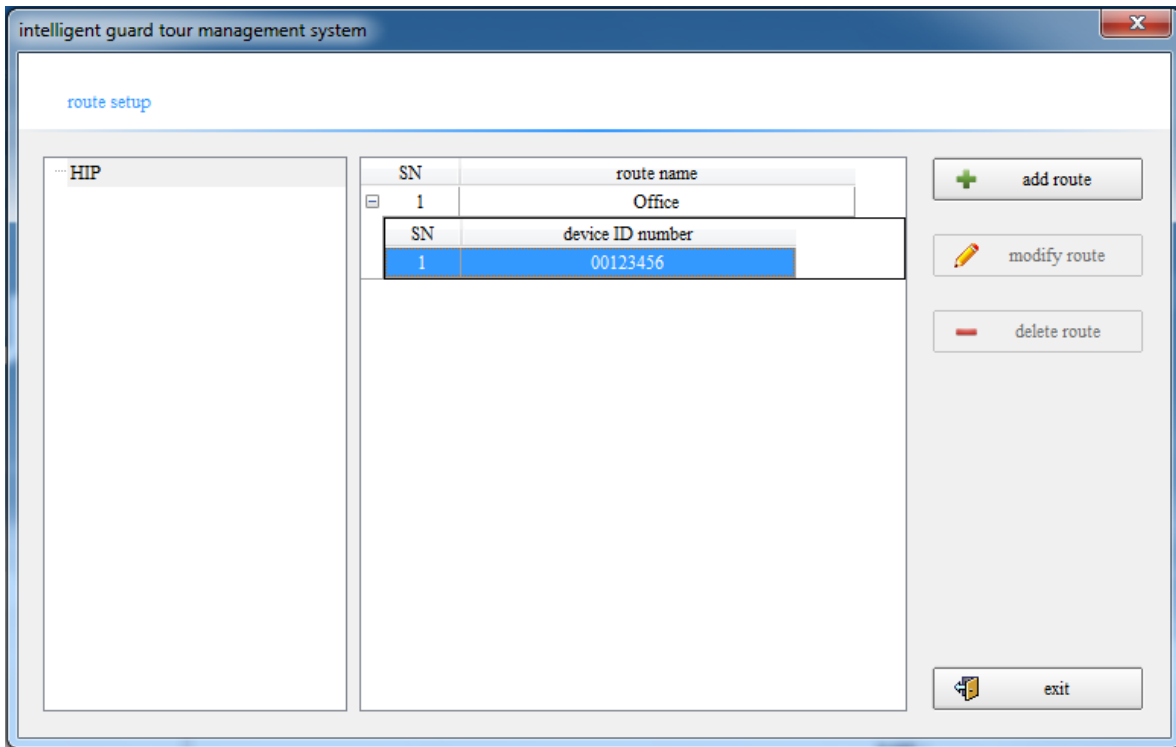 intelligent guard tour management system
route setup
HIP
SN route name
1 Office
SN device ID number
1 00123456
add route
modify route
delete route
exit